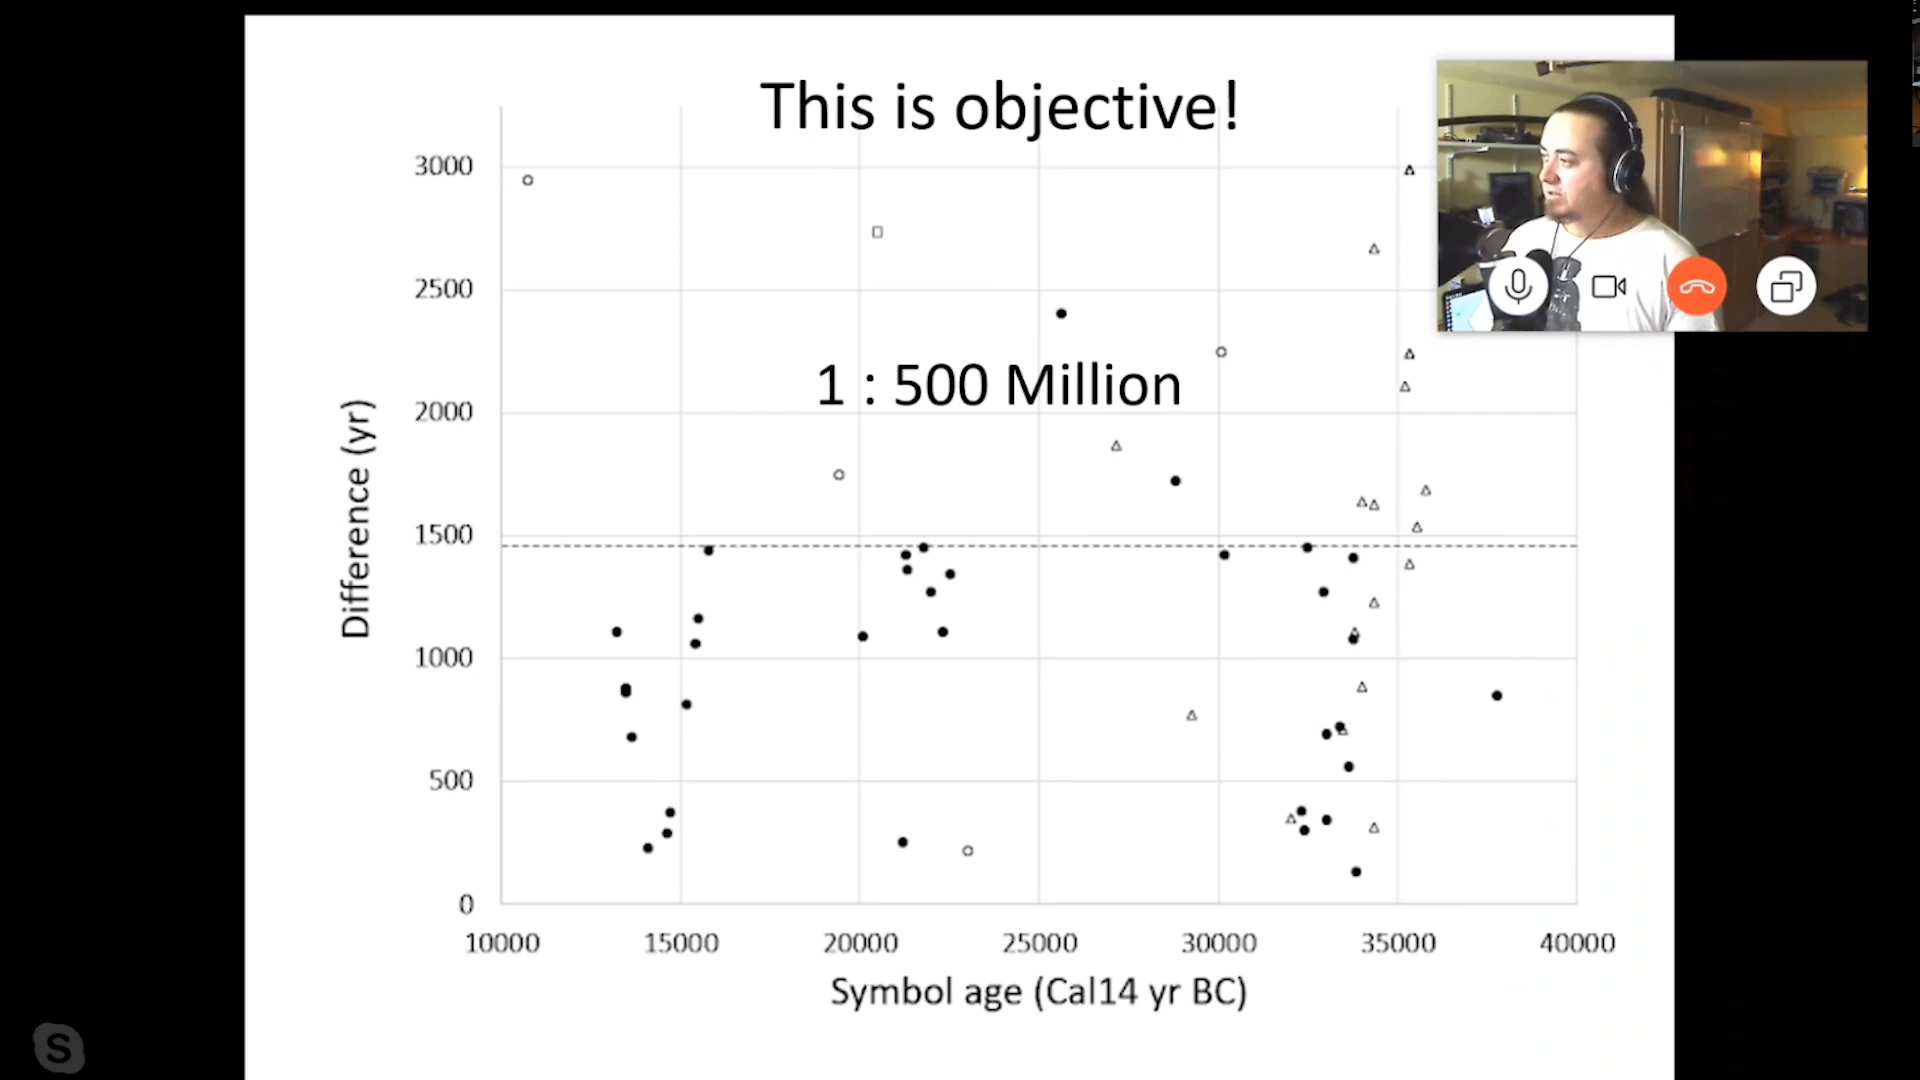 This is objective!
3000
2500
1 : 500 Million
2000
1500
1000
500
0
Difference (yr)
10000 15000 20000 25000 30000 35000 40000
Symbol age (Cal14 yr BC)
S